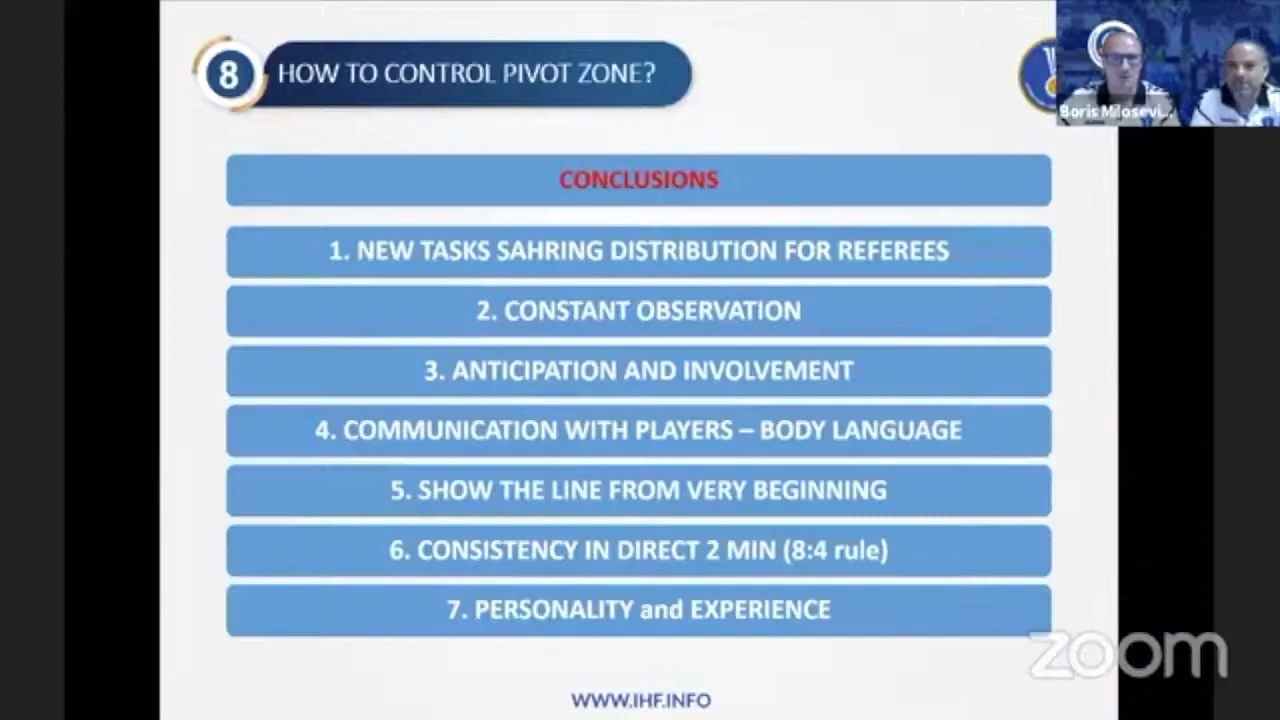 8
HOW TO CONTROL PIVOT ZONE?
Boris Milosevi...
CONCLUSIONS
1. NEW TASKS SAHRING DISTRIBUTION FOR REFEREES
2. CONSTANT OBSERVATION
3. ANTICIPATION AND INVOLVEMENT
4. COMMUNICATION WITH PLAYERS – BODY LANGUAGE
5. SHOW THE LINE FROM VERY BEGINNING
6. CONSISTENCY IN DIRECT 2 MIN (8:4 rule)
7. PERSONALITY and EXPERIENCE
zoom
WWW.IHF.INFO